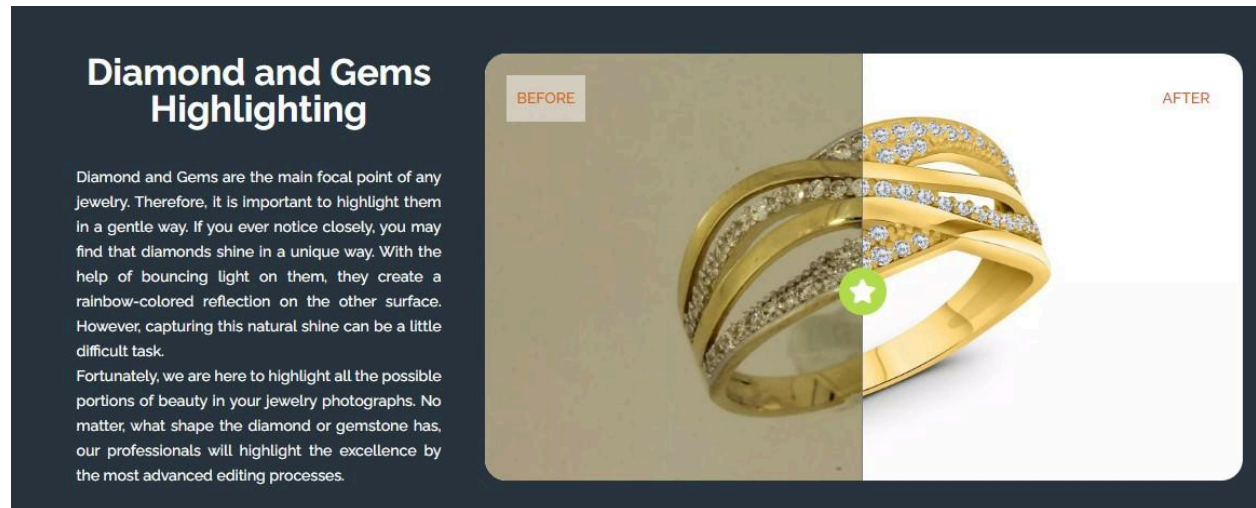 Diamond and Gems
Highlighting
Diamond and Gems are the main focal point of any
jewelry. Therefore, it is important to highlight them
in a gentle way. If you ever notice closely, you may
find that diamonds shine in a unique way. With the
help of bouncing light on them, they create a
rainbow-colored reflection on the other surface.
However, capturing this natural shine can be a little
difficult task.
Fortunately, we are here to highlight all the possible
portions of beauty in your jewelry photographs. No
matter, what shape the diamond or gemstone has,
our professionals will highlight the excellence by
the most advanced editing processes.
BEFORE
AFTER